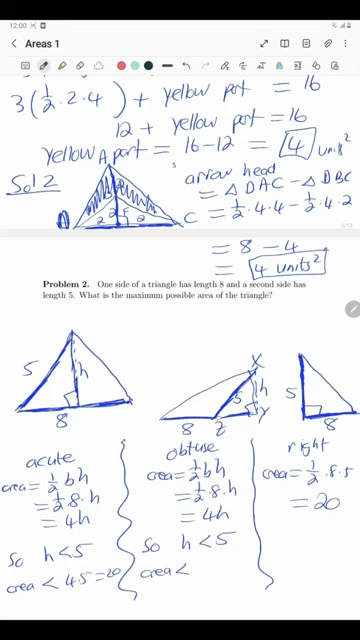 12:00
Areas 1
3(1/2·2·4) + yellow part = 16
12 + yellow part = 16
yellow part = 16-12 = 4 units²
Sol 2
A
D
C
2
2
2
arrow head
= △DAC - △DBC
= 1/2·4·4 - 1/2·4·2
= 8 - 4
= 4 units²
Problem 2. One side of a triangle has length 8 and a second side has
length 5. What is the maximum possible area of the triangle?
5
h
8
X
5
h
8
Z
Y
5
8
acute
area = 1/2 bh
= 1/2·8·h
= 4h
So h < 5
area < 4·5 = 20
obtuse
area = 1/2 bh
= 1/2·8·h
= 4h
So h < 5
area <
right
area = 1/2·8·5
= 20